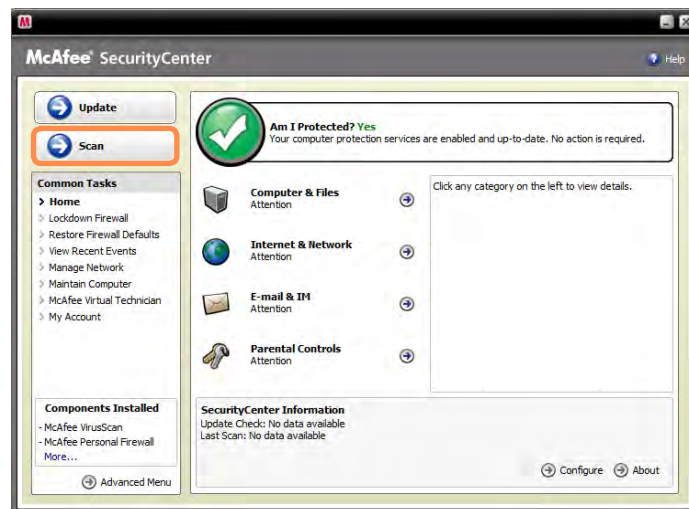 McAfee® SecurityCenter
Help
Update
Scan
Common Tasks
Home
Lockdown Firewall
Restore Firewall Defaults
View Recent Events
Manage Network
Maintain Computer
McAfee Virtual Technician
My Account
Components Installed
- McAfee VirusScan
- McAfee Personal Firewall
More...
Advanced Menu
Am I Protected? Yes
Your computer protection services are enabled and up-to-date. No action is required.
Computer & Files
Attention
Internet & Network
Attention
E-mail & IM
Attention
Parental Controls
Attention
Click any category on the left to view details.
SecurityCenter Information
Update Check: No data available
Last Scan: No data available
Configure
About